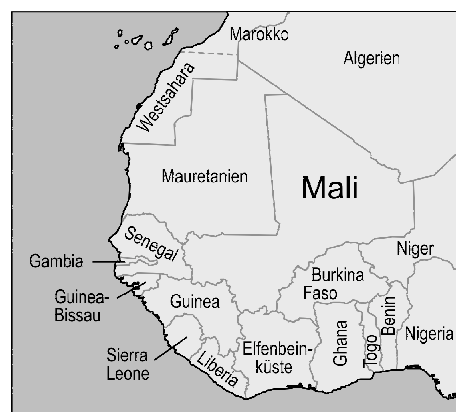 Marokko
Algerien
Westsahara
Mauretanien
Mali
Senegal
Gambia
Niger
Burkina
Faso
Guinea-
Bissau
Guinea
Benin
Nigeria
Ghana
Togo
Sierra
Leone
Liberia
Elfenbein-
küste